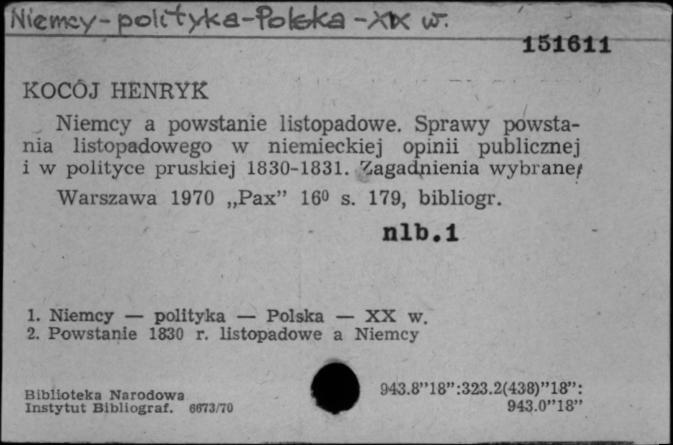 Niemcy-polityka-Polska-XIX w.
151611
KOCÓJ HENRYK
Niemcy a powstanie listopadowe. Sprawy powsta-
nia listopadowego w niemieckiej opinii publicznej
i w polityce pruskiej 1830-1831. Zagadnienia wybrane/
Warszawa 1970 „Pax” 16⁰ s. 179, bibliogr.
nlb.1
1. Niemcy — polityka — Polska — XX w.
2. Powstanie 1830 r. listopadowe a Niemcy
943.8”18”:323.2(438)”18”:
943.0”18”
Biblioteka Narodowa
Instytut Bibliograf. 6673/70